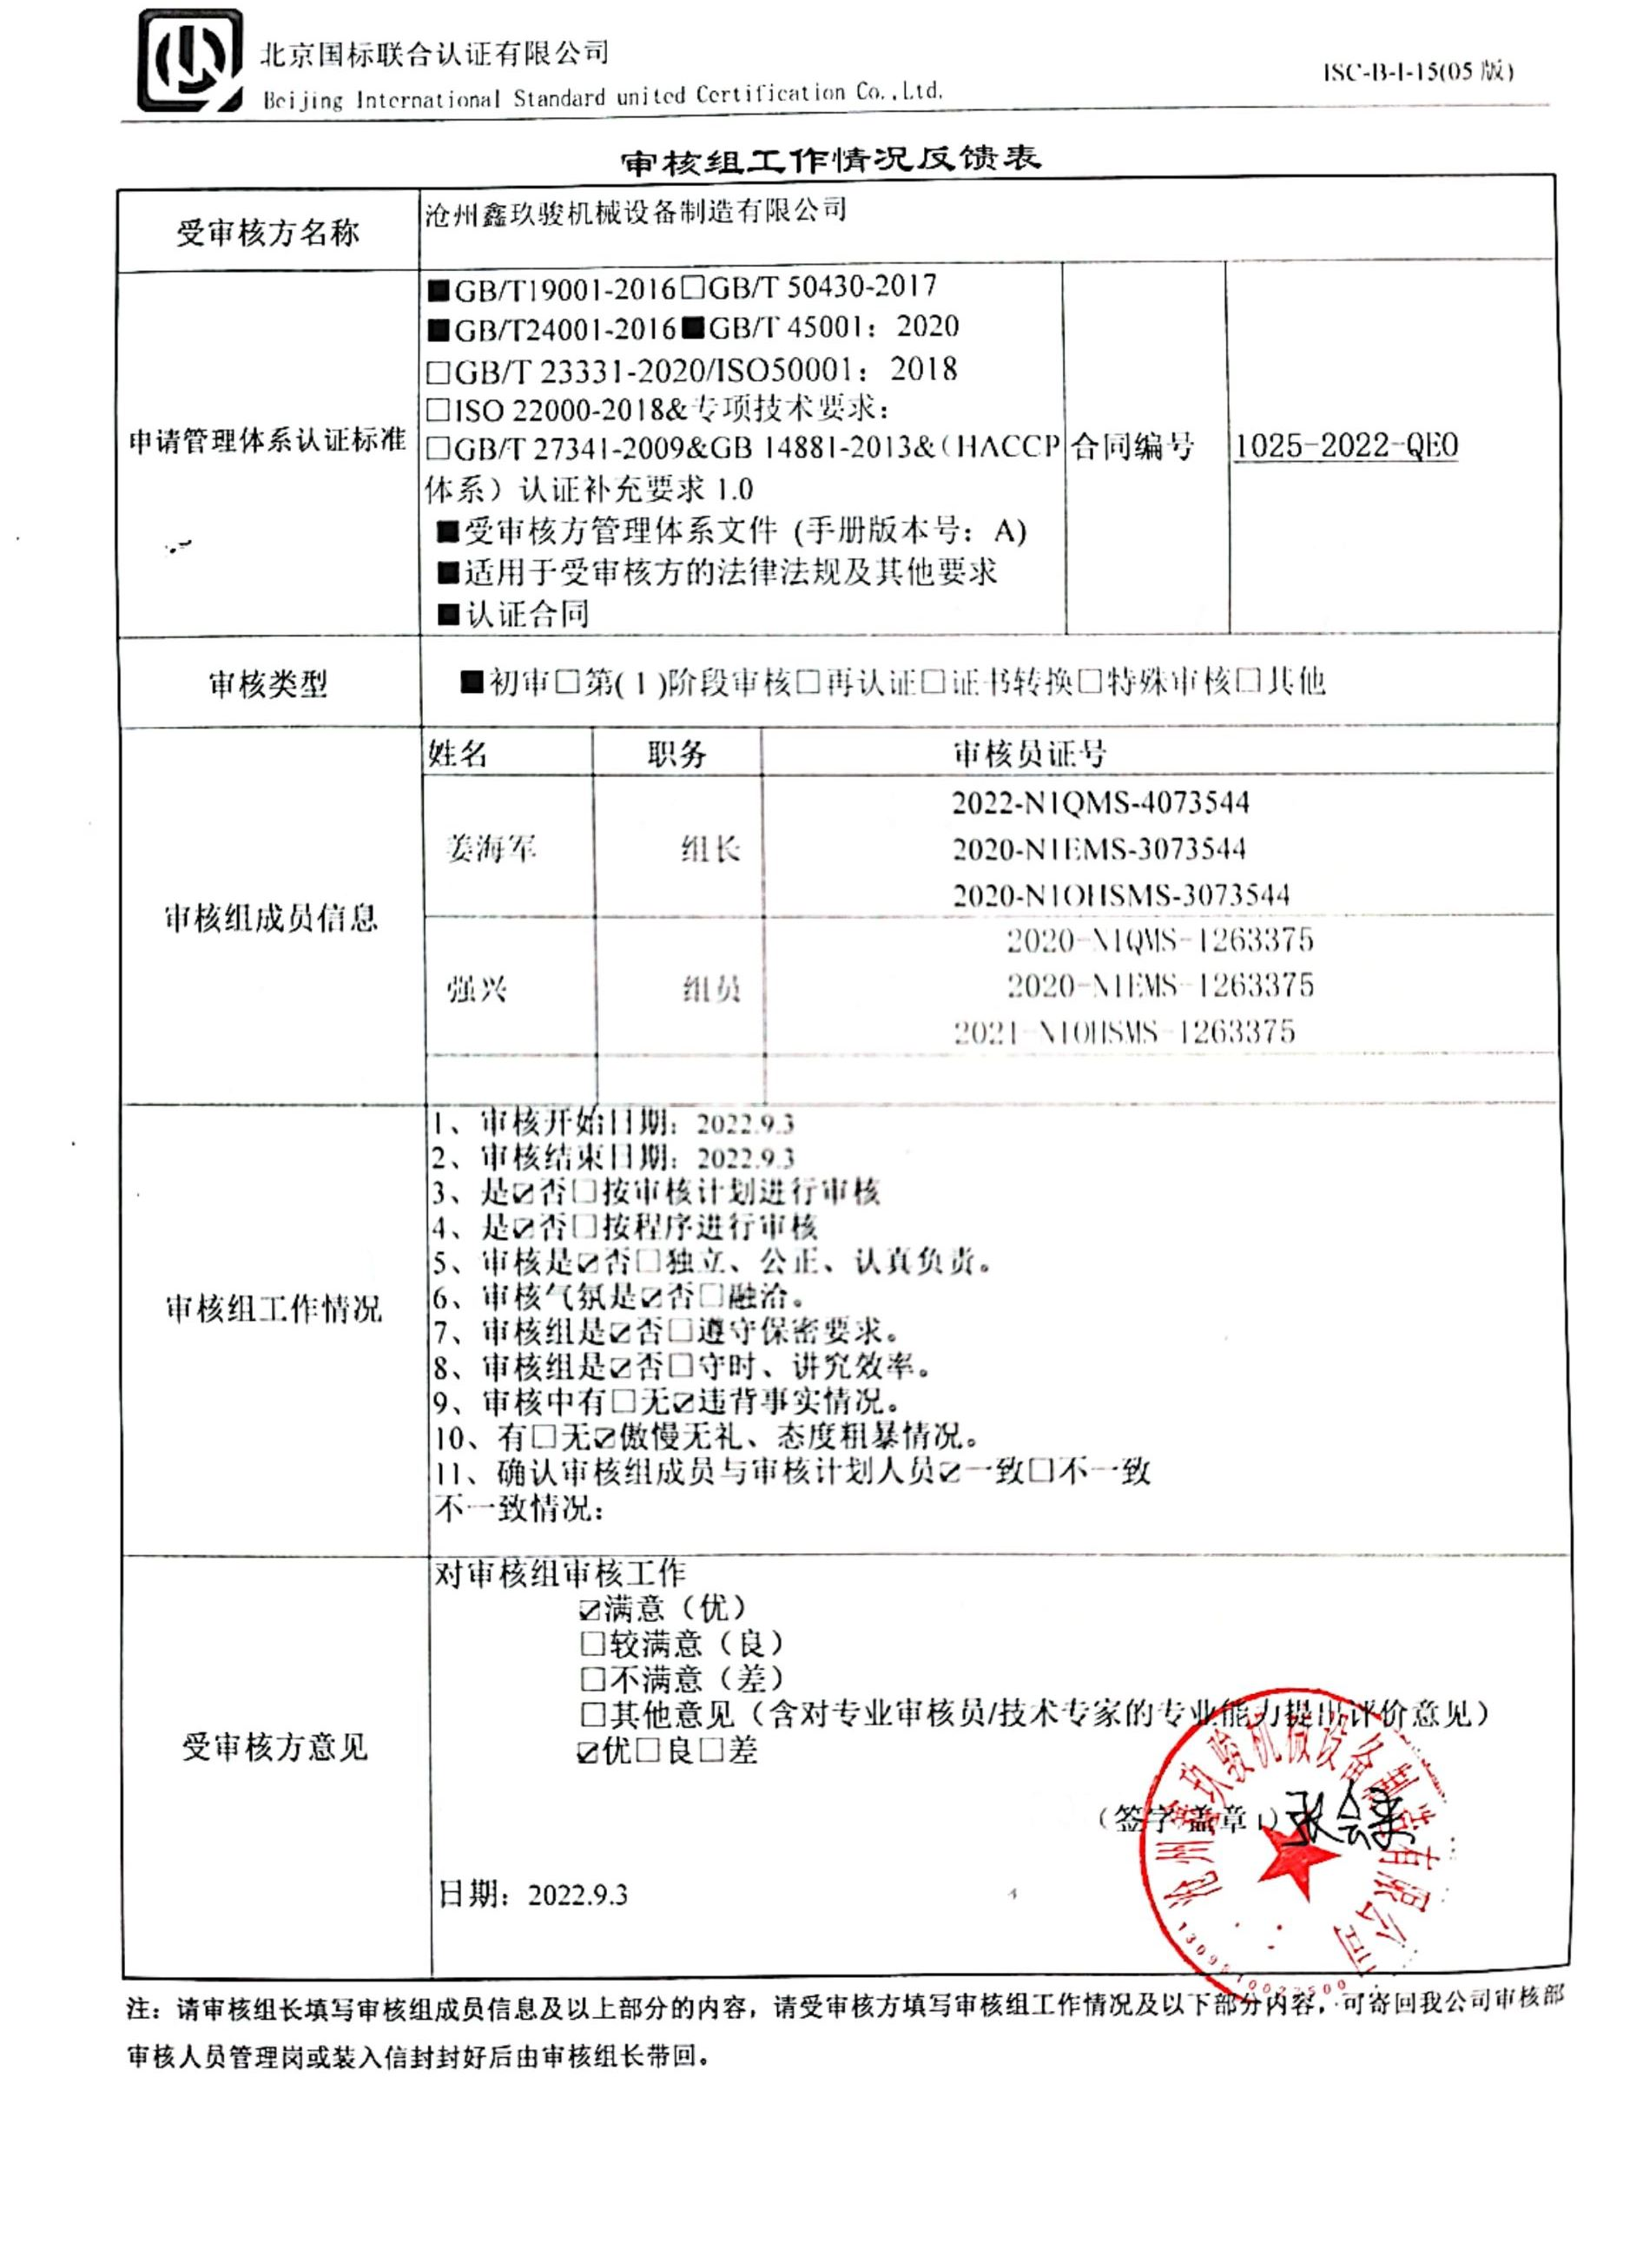 北京国标联合认证有限公司
Beijing International Standard united Certification Co.,Ltd.
ISC-B-I-15(05版)
审核组工作情况反馈表
受审核方名称
沧州鑫玖骏机械设备制造有限公司
申请管理体系认证标准
■GB/T19001-2016□GB/T 50430-2017
■GB/T24001-2016■GB/T 45001：2020
□GB/T 23331-2020/ISO50001：2018
□ISO 22000-2018&专项技术要求：
□GB/T 27341-2009&GB 14881-2013&（HACCP
体系）认证补充要求 1.0
■受审核方管理体系文件 (手册版本号：A)
■适用于受审核方的法律法规及其他要求
■认证合同
合同编号
1025-2022-QEO
审核类型
■初审□第(1)阶段审核□再认证□证书转换□特殊审核□其他
审核组成员信息
姓名 职务 审核员证号
姜海军 组长
2022-N1QMS-4073544
2020-N1EMS-3073544
2020-N1OHSMS-3073544
强兴 组员
2020-N1QMS-1263375
2020-N1EMS-1263375
2021-N1OHSMS-1263375
审核组工作情况
1、审核开始日期：2022.9.3
2、审核结束日期：2022.9.3
3、是☑否□按审核计划进行审核
4、是☑否□按程序进行审核
5、审核是☑否□独立、公正、认真负责。
6、审核气氛是☑否□融洽。
7、审核组是☑否□遵守保密要求。
8、审核组是☑否□守时、讲究效率。
9、审核中有□无☑违背事实情况。
10、有□无☑傲慢无礼、态度粗暴情况。
11、确认审核组成员与审核计划人员☑一致□不一致
不一致情况：
受审核方意见
对审核组审核工作
☑满意（优）
□较满意（良）
□不满意（差）
□其他意见（含对专业审核员/技术专家的专业能力提出评价意见）
☑优□良□差
（签字/盖章）
沧州鑫玖骏机械设备制造有限公司
日期：2022.9.3
注：请审核组长填写审核组成员信息及以上部分的内容，请受审核方填写审核组工作情况及以下部分内容，可寄回我公司审核部
审核人员管理岗或装入信封封好后由审核组长带回。